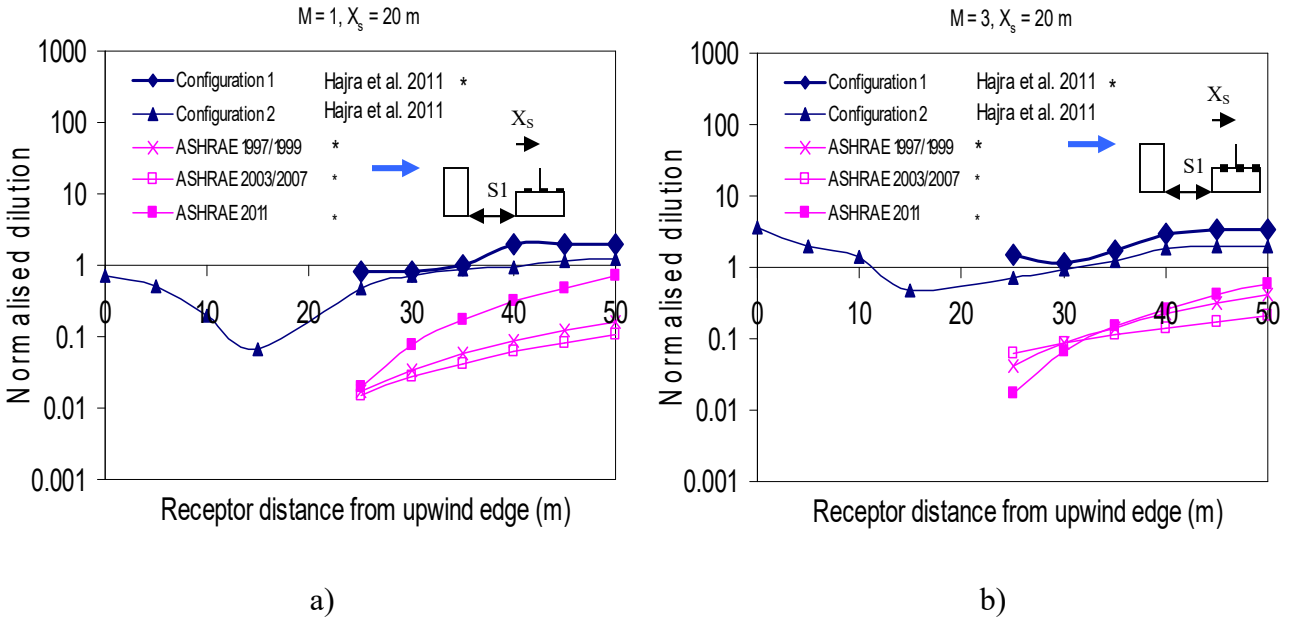 M = 1, Xs = 20 m
1000
100
10
1
0.1
0.01
0.001
Normalised dilution
Configuration 1 Hajra et al. 2011 *
Configuration 2 Hajra et al. 2011
ASHRAE 1997/1999 *
ASHRAE 2003/2007 *
ASHRAE 2011 *
Xs
S1
0 10 20 30 40 50
Receptor distance from upwind edge (m)
a)
M = 3, Xs = 20 m
1000
100
10
1
0.1
0.01
0.001
Normalised dilution
Configuration 1 Hajra et al. 2011 *
Configuration 2 Hajra et al. 2011
ASHRAE 1997/1999 *
ASHRAE 2003/2007 *
ASHRAE 2011 *
Xs
S1
0 10 20 30 40 50
Receptor distance from upwind edge (m)
b)